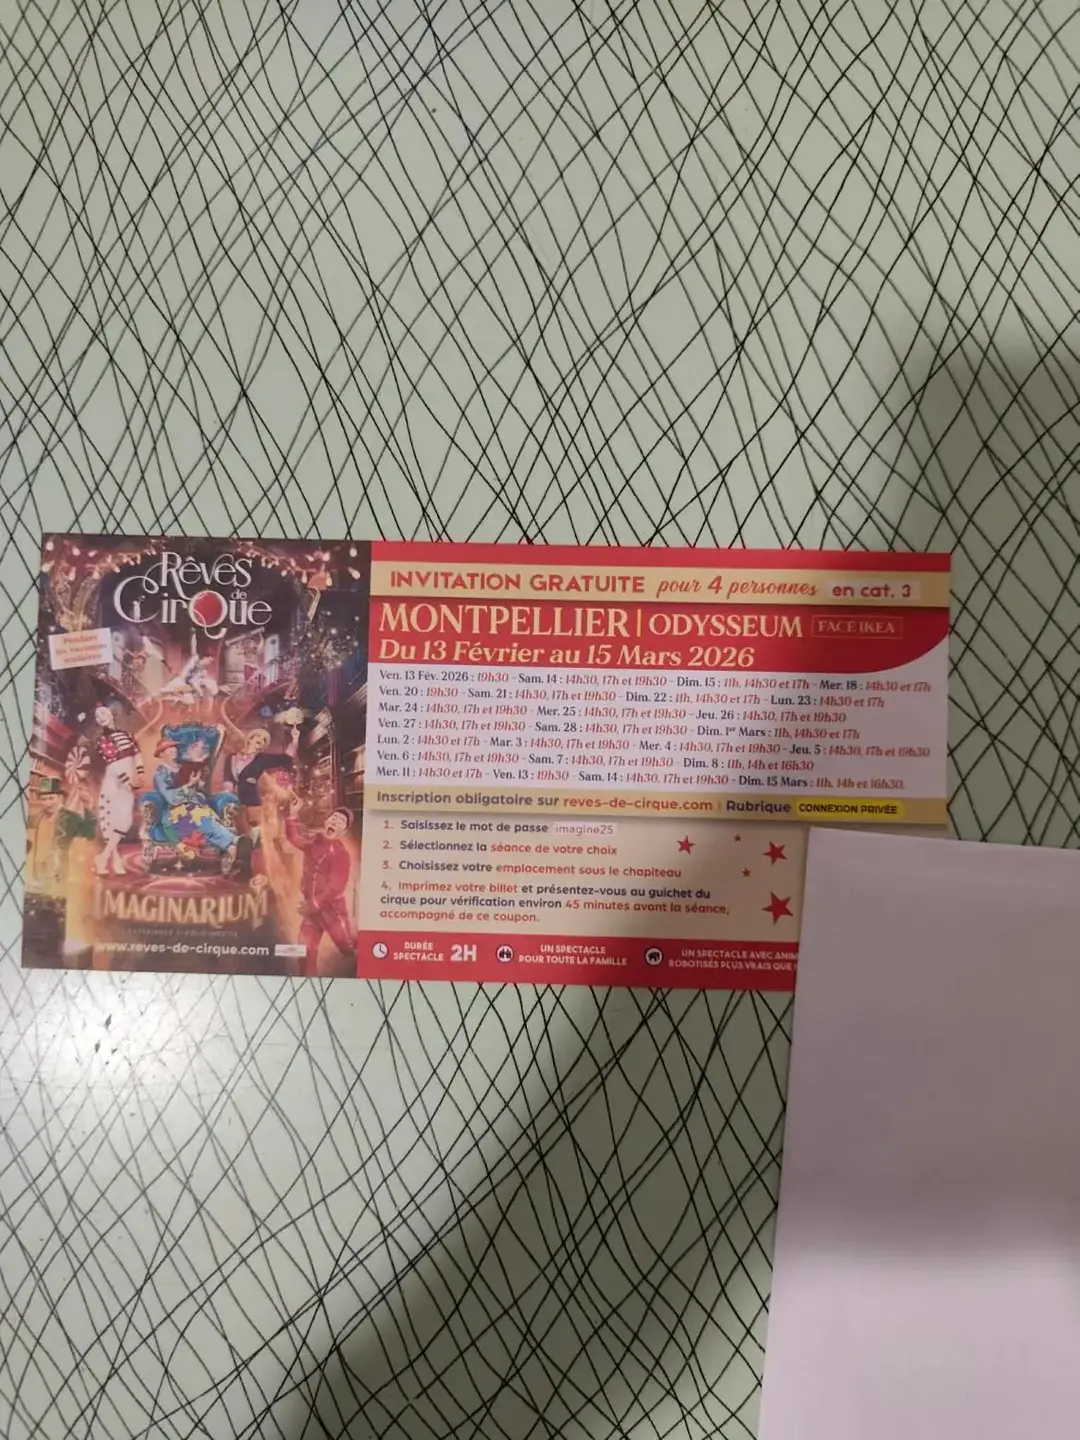 Rêves
de
Cirque
Pendant
les vacances
scolaires
IMAGINARIUM
www.reves-de-cirque.com
INVITATION GRATUITE pour 4 personnes en cat. 3
MONTPELLIER | ODYSSEUM FACE IKEA
Du 13 Février au 15 Mars 2026
Ven. 13 Fév. 2026 : 19h30 - Sam. 14 : 14h30, 17h et 19h30 - Dim. 15 : 11h, 14h30 et 17h - Mer. 18 : 14h30 et 17h
Ven. 20 : 19h30 - Sam. 21 : 14h30, 17h et 19h30 - Dim. 22 : 11h, 14h30 et 17h - Lun. 23 : 14h30 et 17h
Mar. 24 : 14h30, 17h et 19h30 - Mer. 25 : 14h30, 17h et 19h30 - Jeu. 26 : 14h30, 17h et 19h30
Ven. 27 : 14h30, 17h et 19h30 - Sam. 28 : 14h30, 17h et 19h30 - Dim. 1er Mars : 11h, 14h30 et 17h
Lun. 2 : 14h30 et 17h - Mar. 3 : 14h30, 17h et 19h30 - Mer. 4 : 14h30, 17h et 19h30 - Jeu. 5 : 14h30, 17h et 19h30
Ven. 6 : 14h30, 17h et 19h30 - Sam. 7 : 14h30, 17h et 19h30 - Dim. 8 : 11h, 14h et 16h30
Mer. 11 : 14h30 et 17h - Ven. 13 : 19h30 - Sam. 14 : 14h30, 17h et 19h30 - Dim. 15 Mars : 11h, 14h et 16h30.
Inscription obligatoire sur reves-de-cirque.com | Rubrique CONNEXION PRIVÉE
1. Saisissez le mot de passe imagine25
2. Sélectionnez la séance de votre choix
3. Choisissez votre emplacement sous le chapiteau
4. Imprimez votre billet et présentez-vous au guichet du
cirque pour vérification environ 45 minutes avant la séance,
accompagné de ce coupon.
DURÉE
SPECTACLE 2H
UN SPECTACLE
POUR TOUTE LA FAMILLE
UN SPECTACLE AVEC ANIM
ROBOTISÉS PLUS VRAIS QUE